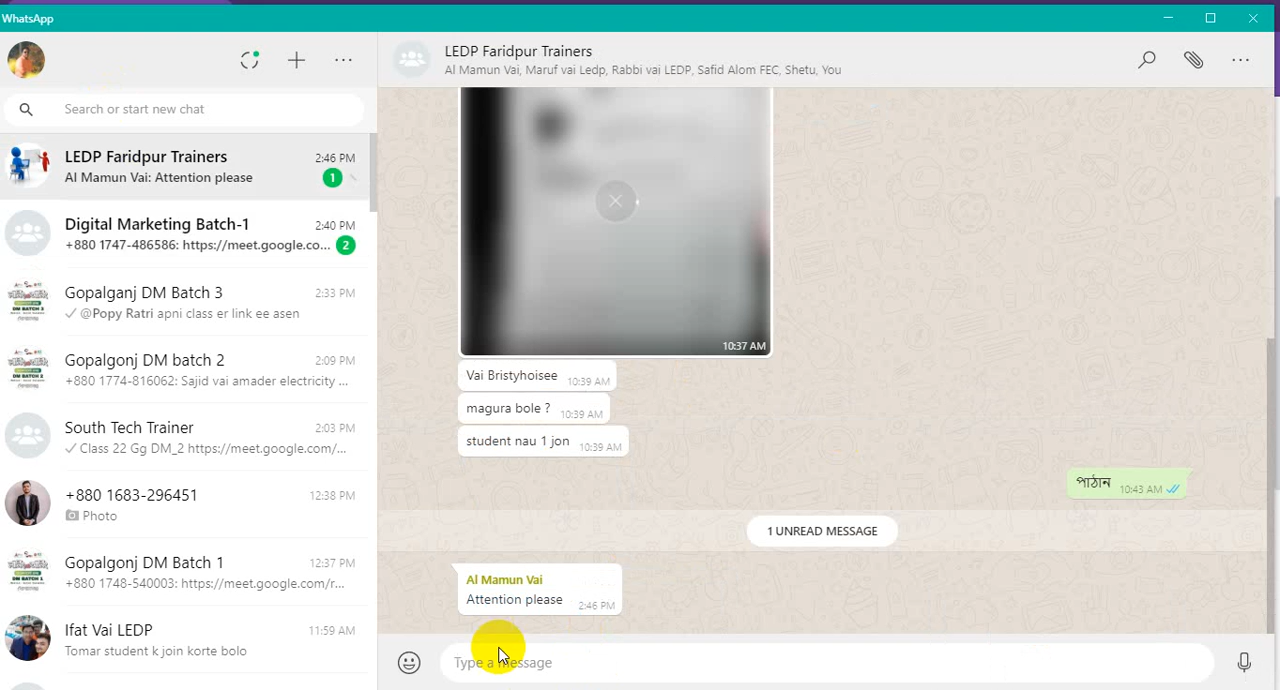 WhatsApp
Search or start new chat
LEDP Faridpur Trainers 2:46 PM
Al Mamun Vai: Attention please 1
Digital Marketing Batch-1 2:40 PM
+880 1747-486586: https://meet.google.co... 2
Gopalganj DM Batch 3 2:33 PM
@Popy Ratri apni class er link ee asen
Gopalgonj DM batch 2 2:09 PM
+880 1774-816062: Sajid vai amader electricity ...
South Tech Trainer 2:03 PM
Class 22 Gg DM_2 https://meet.google.com/...
+880 1683-296451 12:38 PM
Photo
Gopalgonj DM Batch 1 12:37 PM
+880 1748-540003: https://meet.google.com/r...
Ifat Vai LEDP 11:59 AM
Tomar student k join korte bolo
LEDP Faridpur Trainers
Al Mamun Vai, Maruf vai Ledp, Rabbi vai LEDP, Safid Alom FEC, Shetu, You
10:37 AM
Vai Bristyhoisee 10:39 AM
magura bole ? 10:39 AM
student nau 1 jon 10:39 AM
পাঠান 10:43 AM
1 UNREAD MESSAGE
Al Mamun Vai
Attention please 2:46 PM
Type a message